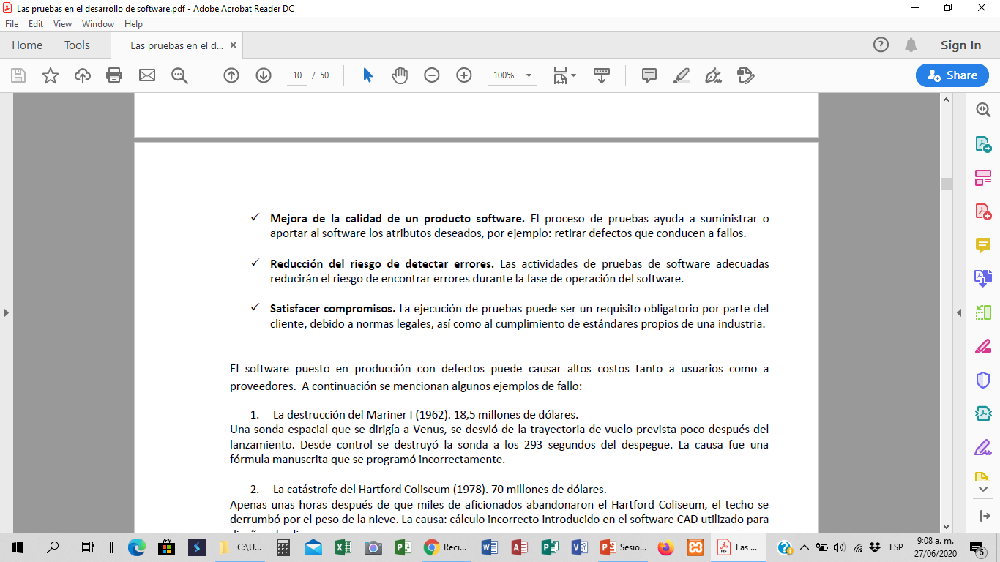 Las pruebas en el desarrollo de software.pdf - Adobe Acrobat Reader DC
File Edit View Window Help
Home Tools Las pruebas en el d... × Sign In
10 / 50 100% Share
✓ Mejora de la calidad de un producto software. El proceso de pruebas ayuda a suministrar o
aportar al software los atributos deseados, por ejemplo: retirar defectos que conducen a fallos.
✓ Reducción del riesgo de detectar errores. Las actividades de pruebas de software adecuadas
reducirán el riesgo de encontrar errores durante la fase de operación del software.
✓ Satisfacer compromisos. La ejecución de pruebas puede ser un requisito obligatorio por parte del
cliente, debido a normas legales, así como al cumplimiento de estándares propios de una industria.
El software puesto en producción con defectos puede causar altos costos tanto a usuarios como a
proveedores. A continuación se mencionan algunos ejemplos de fallo:
1. La destrucción del Mariner I (1962). 18,5 millones de dólares.
Una sonda espacial que se dirigía a Venus, se desvió de la trayectoria de vuelo prevista poco después del
lanzamiento. Desde control se destruyó la sonda a los 293 segundos del despegue. La causa fue una
fórmula manuscrita que se programó incorrectamente.
2. La catástrofe del Hartford Coliseum (1978). 70 millones de dólares.
Apenas unas horas después de que miles de aficionados abandonaron el Hartford Coliseum, el techo se
derrumbó por el peso de la nieve. La causa: cálculo incorrecto introducido en el software CAD utilizado para
C:\U... Reci... Sesio... Las ... ESP 9:08 a. m.
27/06/2020 6